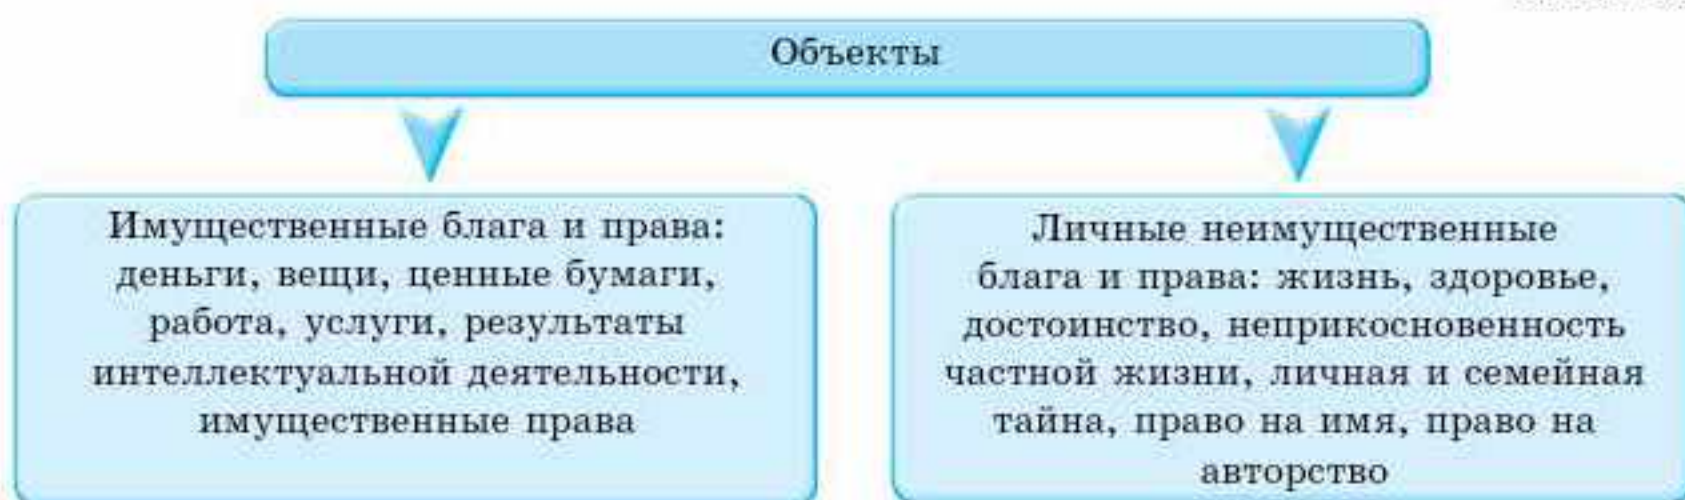 Объекты
Имущественные блага и права:
деньги, вещи, ценные бумаги,
работа, услуги, результаты
интеллектуальной деятельности,
имущественные права
Личные неимущественные
блага и права: жизнь, здоровье,
достоинство, неприкосновенность
частной жизни, личная и семейная
тайна, право на имя, право на
авторство